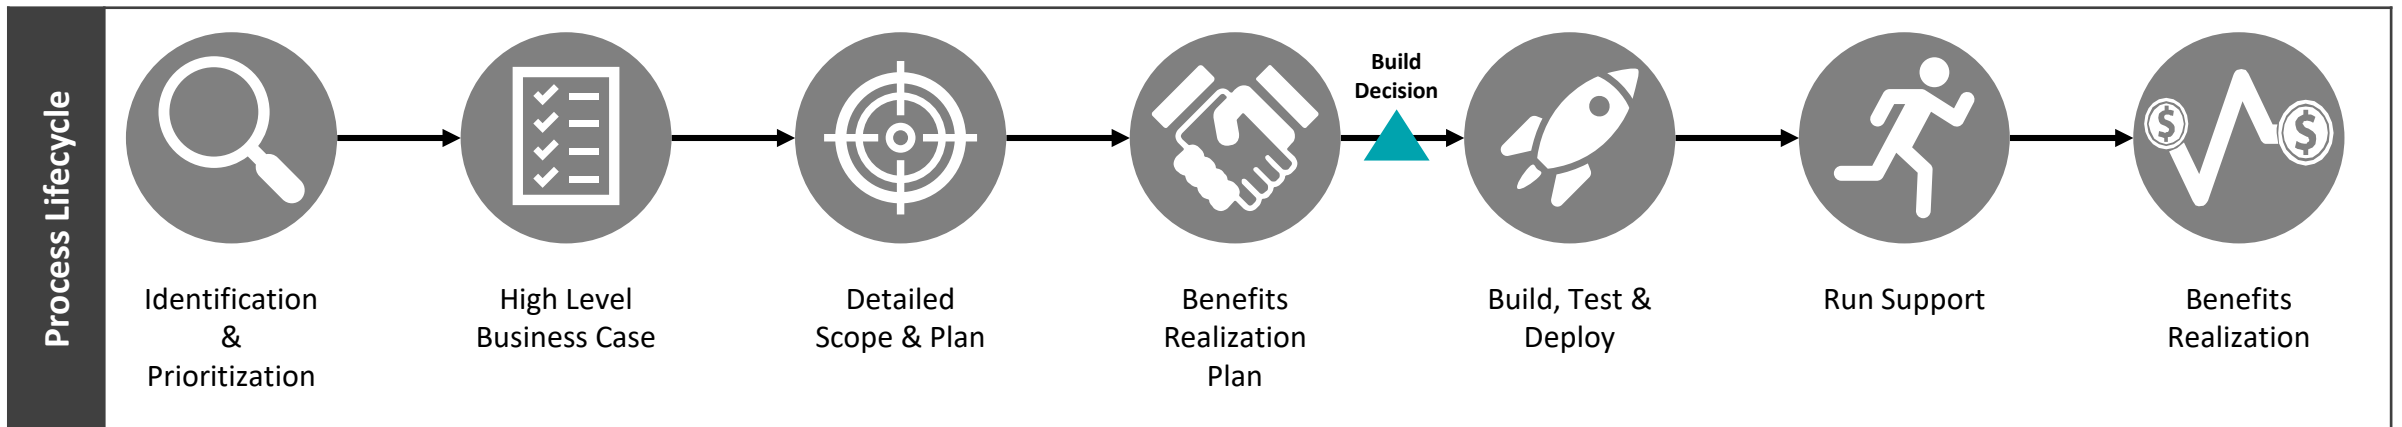 Process Lifecycle
Build
Decision
$
$
Identification
&
Prioritization
High Level
Business Case
Detailed
Scope & Plan
Benefits
Realization
Plan
Build, Test &
Deploy
Run Support
Benefits
Realization